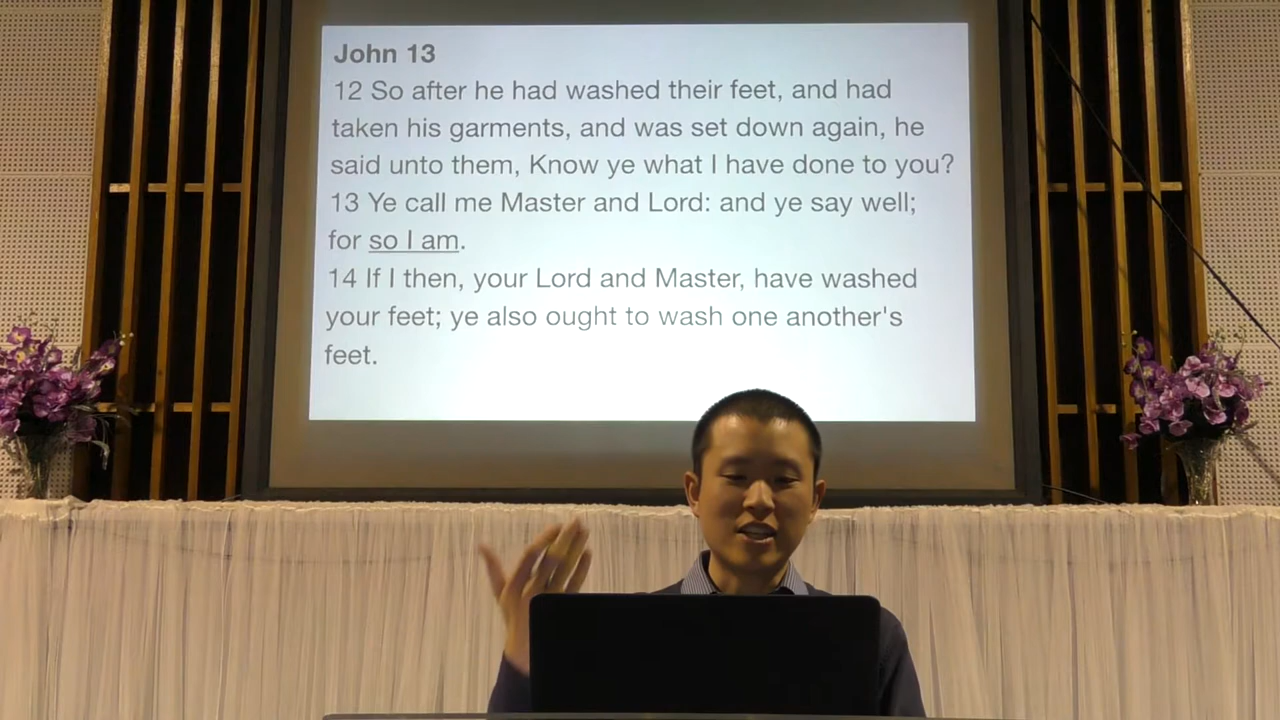 John 13
12 So after he had washed their feet, and had
taken his garments, and was set down again, he
said unto them, Know ye what I have done to you?
13 Ye call me Master and Lord: and ye say well;
for so I am.
14 If I then, your Lord and Master, have washed
your feet; ye also ought to wash one another's
feet.